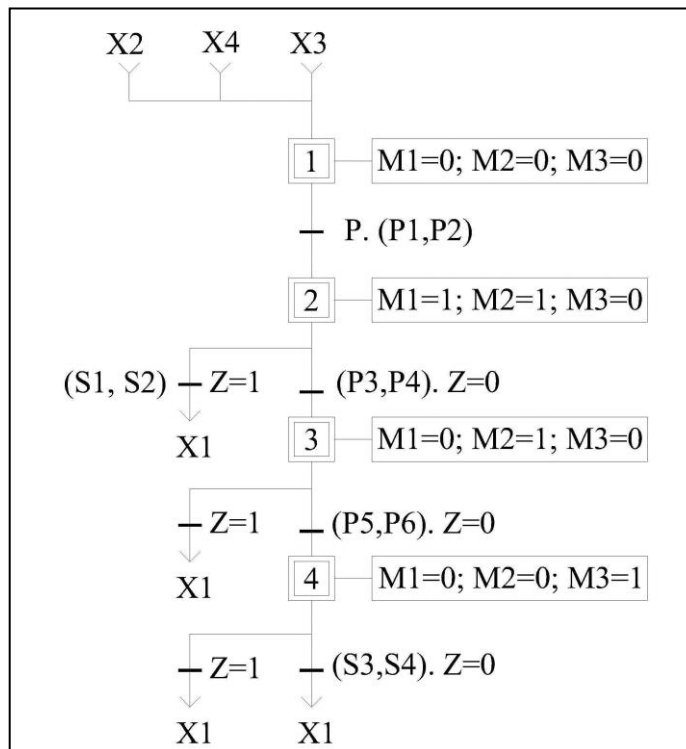 X2 X4 X3
1 M1=0; M2=0; M3=0
P. (P1,P2)
2 M1=1; M2=1; M3=0
(S1, S2) Z=1 (P3,P4). Z=0
X1
3 M1=0; M2=1; M3=0
Z=1 (P5,P6). Z=0
X1
4 M1=0; M2=0; M3=1
Z=1 (S3,S4). Z=0
X1 X1